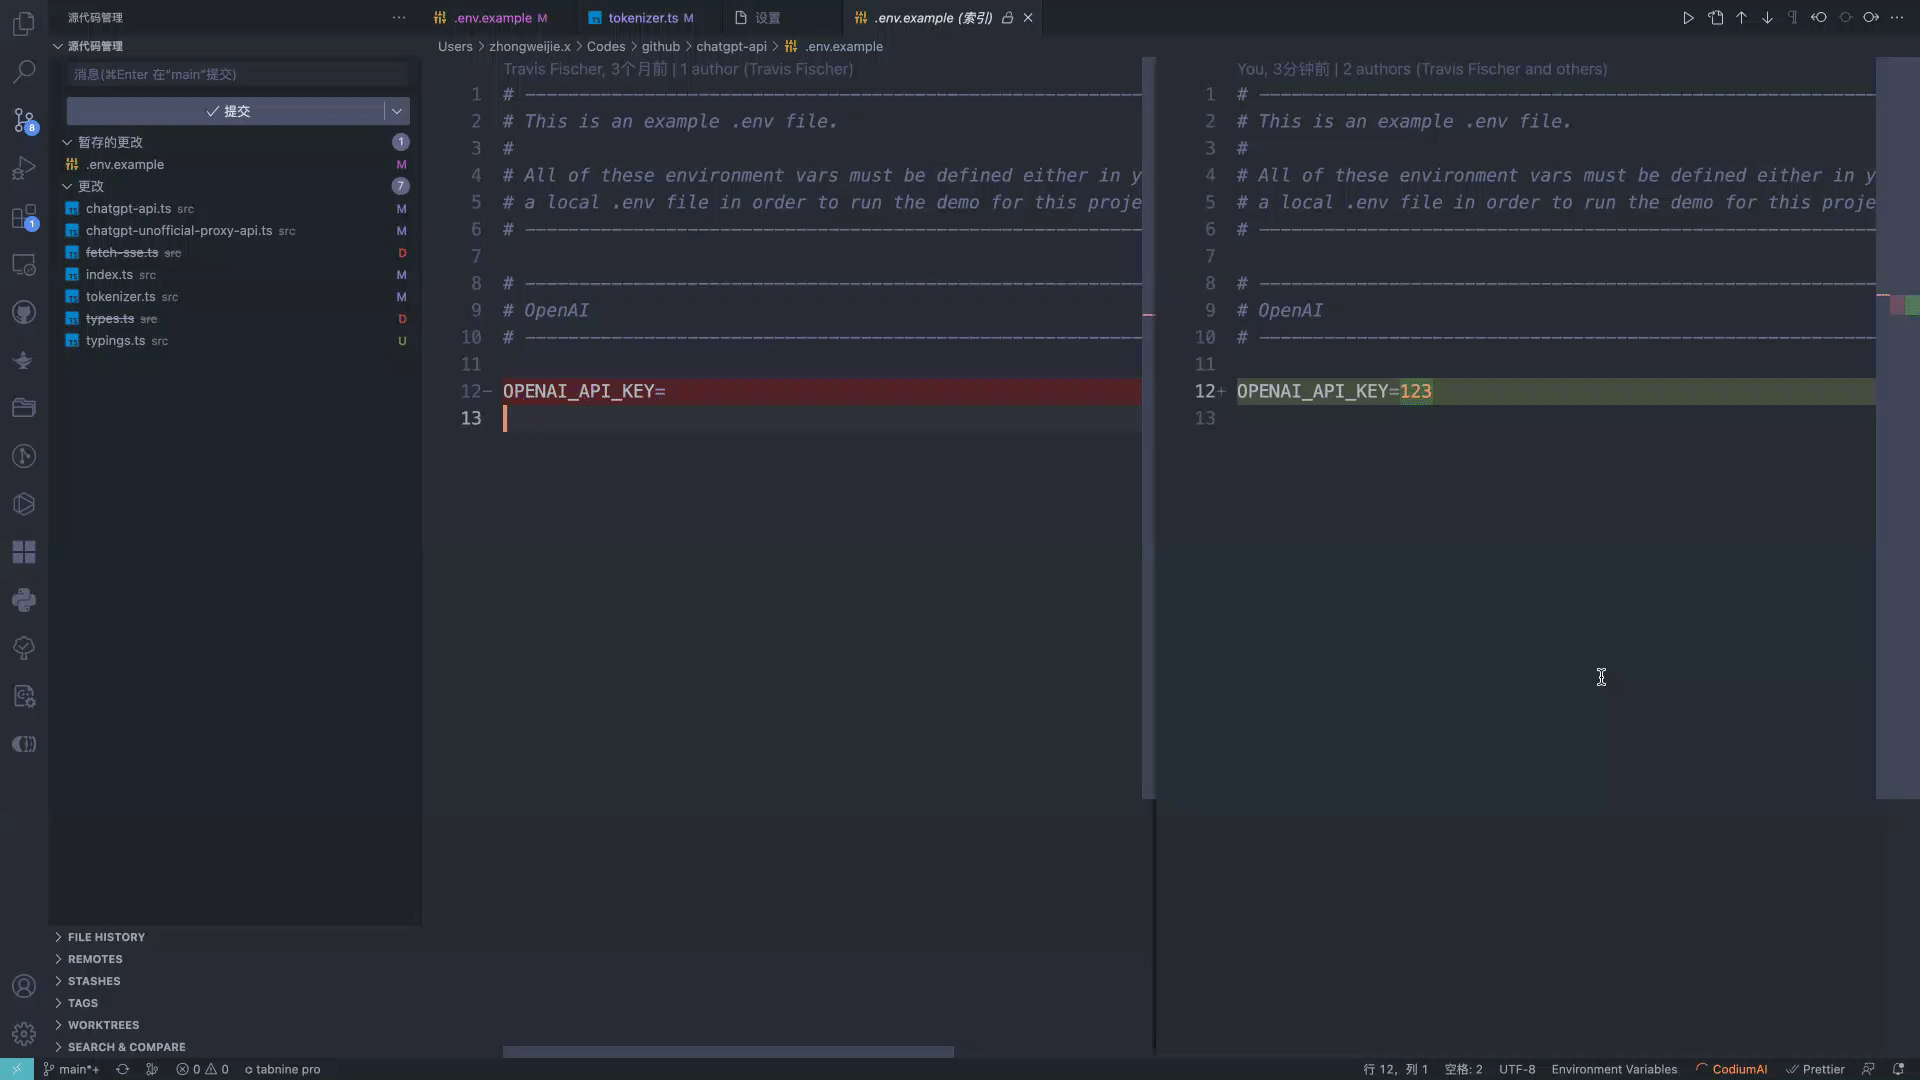 源代码管理
源代码管理
消息(⌘Enter 在"main"提交)
提交
暂存的更改 1
.env.example M
更改 7
chatgpt-api.ts src M
chatgpt-unofficial-proxy-api.ts src M
fetch-sse.ts src D
index.ts src M
tokenizer.ts src M
types.ts src D
typings.ts src U
8
1
FILE HISTORY
REMOTES
STASHES
TAGS
WORKTREES
SEARCH & COMPARE
.env.example M
tokenizer.ts M
设置
.env.example (索引)
Users > zhongweijie.x > Codes > github > chatgpt-api > .env.example
Travis Fischer, 3个月前 | 1 author (Travis Fischer)
1 # ------------------------------------------------------------
2 # This is an example .env file.
3 #
4 # All of these environment vars must be defined either in y
5 # a local .env file in order to run the demo for this proje
6 # ------------------------------------------------------------
7
8 # ------------------------------------------------------------
9 # OpenAI
10 # ------------------------------------------------------------
11
12− OPENAI_API_KEY=
13
You, 3分钟前 | 2 authors (Travis Fischer and others)
1 # ------------------------------------------------------------
2 # This is an example .env file.
3 #
4 # All of these environment vars must be defined either in y
5 # a local .env file in order to run the demo for this proje
6 # ------------------------------------------------------------
7
8 # ------------------------------------------------------------
9 # OpenAI
10 # ------------------------------------------------------------
11
12+ OPENAI_API_KEY=123
13
main*+ 0 0 tabnine pro
行 12，列 1 空格: 2 UTF-8 Environment Variables CodiumAI Prettier